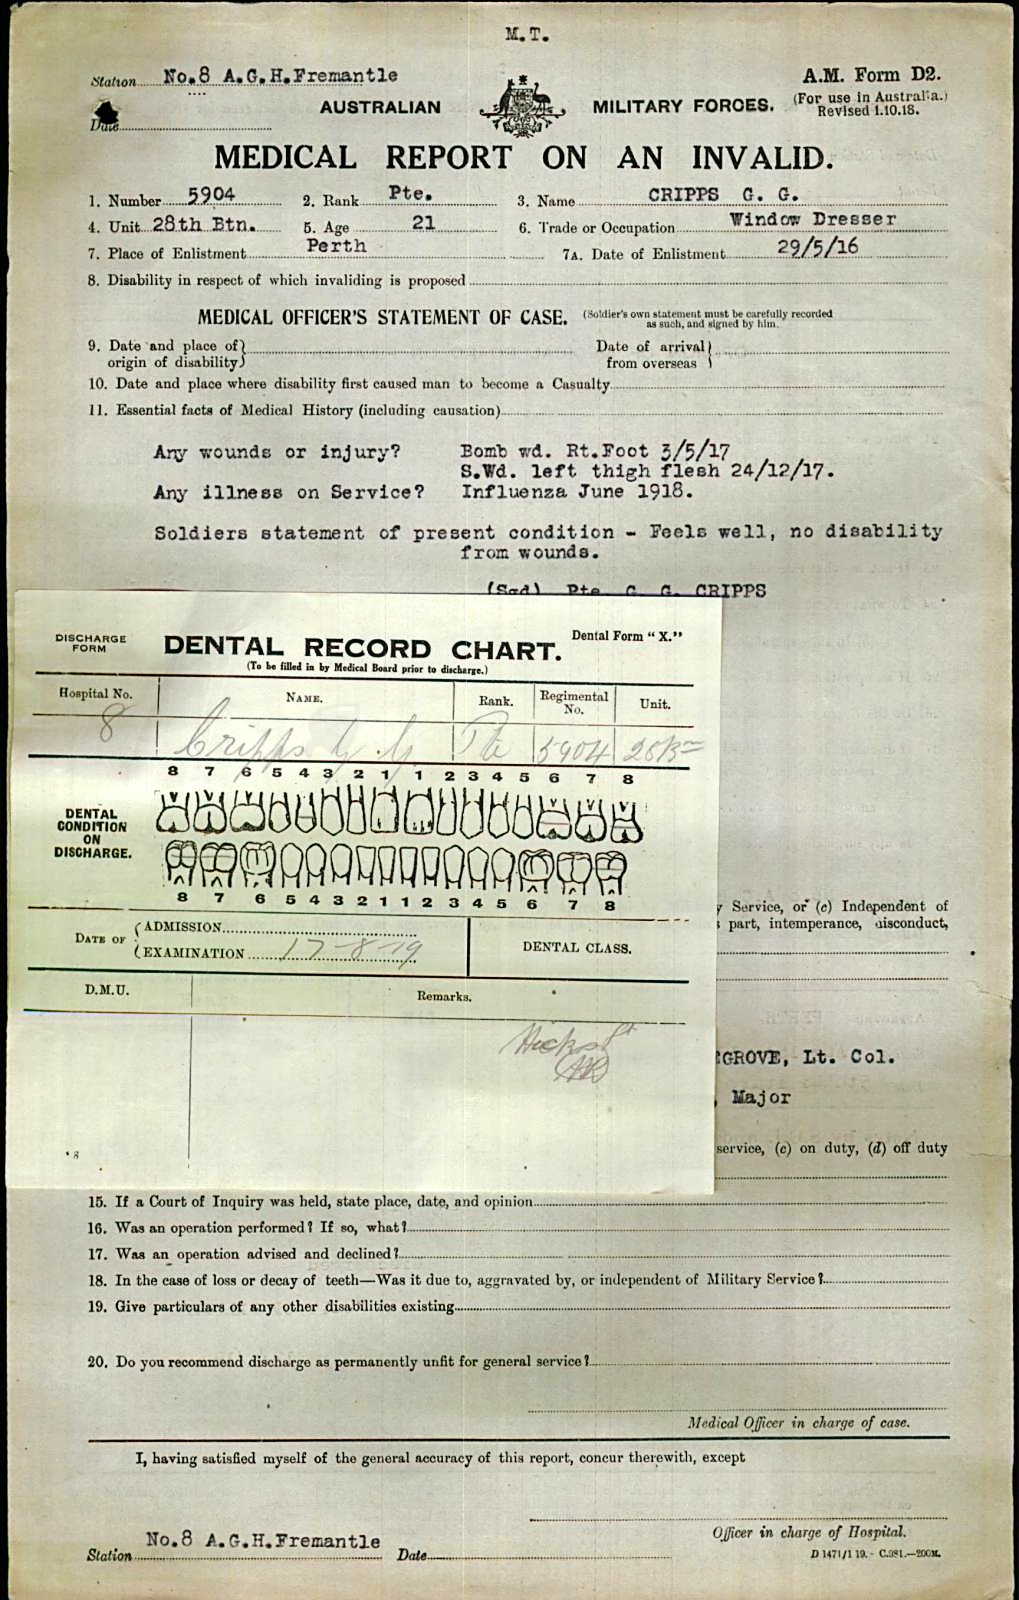 M.T.
Station No.8 A.G.H.Fremantle
A.M. Form D2.
(For use in Australia.)
Revised 1.10.18.
AUSTRALIAN MILITARY FORCES.
Date
MEDICAL REPORT ON AN INVALID.
1. Number 5904 2. Rank Pte. 3. Name CRIPPS G. G.
4. Unit 28th Btn. 5. Age 21 6. Trade or Occupation Window Dresser
7. Place of Enlistment Perth 7A. Date of Enlistment 29/5/16
8. Disability in respect of which invaliding is proposed
MEDICAL OFFICER'S STATEMENT OF CASE. (Soldier's own statement must be carefully recorded
as such, and signed by him.
9. Date and place of origin of disability Date of arrival from overseas
10. Date and place where disability first caused man to become a Casualty
11. Essential facts of Medical History (including causation)
Any wounds or injury? Bomb wd. Rt.Foot 3/5/17
S.Wd. left thigh flesh 24/12/17.
Any illness on Service? Influenza June 1918.
Soldiers statement of present condition - Feels well, no disability
from wounds.
(Sgd) Pte G. G. CRIPPS
DISCHARGE
FORM
DENTAL RECORD CHART.
Dental Form "X."
(To be filled in by Medical Board prior to discharge.)
Hospital No. NAME. Rank. Regimental No. Unit.
8 Cripps G. G. Pte 5904 28Bn
8 7 6 5 4 3 2 1 1 2 3 4 5 6 7 8
DENTAL
CONDITION
ON
DISCHARGE.
8 7 6 5 4 3 2 1 1 2 3 4 5 6 7 8
DATE OF ADMISSION
EXAMINATION 17-8-19
DENTAL CLASS.
D.M.U. Remarks.
Hicks
8
Service, or (c) Independent of
part, intemperance, misconduct,
GROVE, Lt. Col.
, Major
service, (c) on duty, (d) off duty
15. If a Court of Inquiry was held, state place, date, and opinion
16. Was an operation performed? If so, what?
17. Was an operation advised and declined?
18. In the case of loss or decay of teeth—Was it due to, aggravated by, or independent of Military Service?
19. Give particulars of any other disabilities existing
20. Do you recommend discharge as permanently unfit for general service?
Medical Officer in charge of case.
I, having satisfied myself of the general accuracy of this report, concur therewith, except
Officer in charge of Hospital.
Station No.8 A.G.H.Fremantle Date
D 1471/1 19.- C.981.—200M.